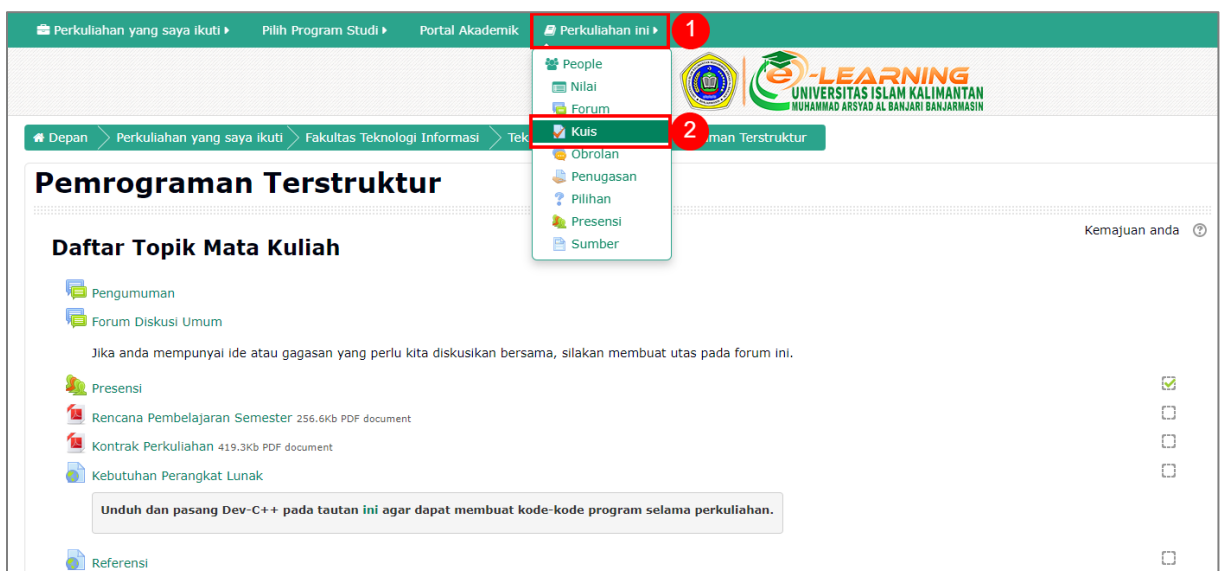 Perkuliahan yang saya ikuti Pilih Program Studi Portal Akademik Perkuliahan ini 1
People
Nilai
Forum
Kuis 2
Obrolan
Penugasan
Pilihan
Presensi
Sumber
e-LEARNING
UNIVERSITAS ISLAM KALIMANTAN
MUHAMMAD ARSYAD AL BANJARI BANJARMASIN
Depan Perkuliahan yang saya ikuti Fakultas Teknologi Informasi Tek man Terstruktur
Pemrograman Terstruktur
Kemajuan anda
Daftar Topik Mata Kuliah
Pengumuman
Forum Diskusi Umum
Jika anda mempunyai ide atau gagasan yang perlu kita diskusikan bersama, silakan membuat utas pada forum ini.
Presensi
Rencana Pembelajaran Semester 256.6Kb PDF document
Kontrak Perkuliahan 419.3Kb PDF document
Kebutuhan Perangkat Lunak
Unduh dan pasang Dev-C++ pada tautan ini agar dapat membuat kode-kode program selama perkuliahan.
Referensi